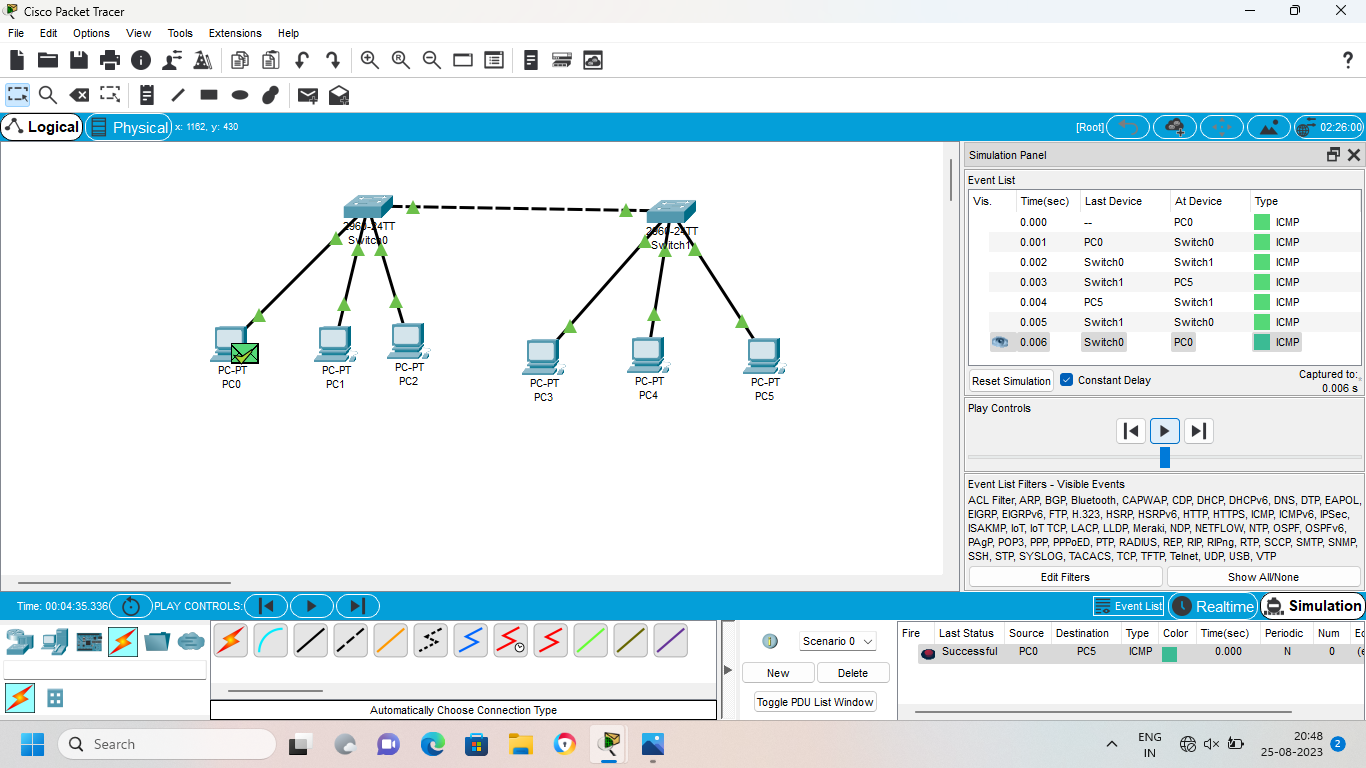 Cisco Packet Tracer
File Edit Options View Tools Extensions Help
Logical Physical x: 1162, y: 430 [Root] 02:26:00
2960-24TT
Switch0
2960-24TT
Switch1
PC-PT
PC0
PC-PT
PC1
PC-PT
PC2
PC-PT
PC3
PC-PT
PC4
PC-PT
PC5
Simulation Panel
Event List
Vis. Time(sec) Last Device At Device Type
0.000 -- PC0 ICMP
0.001 PC0 Switch0 ICMP
0.002 Switch0 Switch1 ICMP
0.003 Switch1 PC5 ICMP
0.004 PC5 Switch1 ICMP
0.005 Switch1 Switch0 ICMP
0.006 Switch0 PC0 ICMP
Reset Simulation Constant Delay Captured to:
0.006 s
Play Controls
Event List Filters - Visible Events
ACL Filter, ARP, BGP, Bluetooth, CAPWAP, CDP, DHCP, DHCPv6, DNS, DTP, EAPOL,
EIGRP, EIGRPv6, FTP, H.323, HSRP, HSRPv6, HTTP, HTTPS, ICMP, ICMPv6, IPSec,
ISAKMP, IoT, IoT TCP, LACP, LLDP, Meraki, NDP, NETFLOW, NTP, OSPF, OSPFv6,
PAgP, POP3, PPP, PPPoED, PTP, RADIUS, REP, RIP, RIPng, RTP, SCCP, SMTP, SNMP,
SSH, STP, SYSLOG, TACACS, TCP, TFTP, Telnet, UDP, USB, VTP
Edit Filters Show All/None
Time: 00:04:35.336 PLAY CONTROLS: Event List Realtime Simulation
Automatically Choose Connection Type
Scenario 0
New Delete
Toggle PDU List Window
Fire Last Status Source Destination Type Color Time(sec) Periodic Num Ec
Successful PC0 PC5 ICMP 0.000 N 0 (e
Search
ENG
IN
20:48
25-08-2023
2